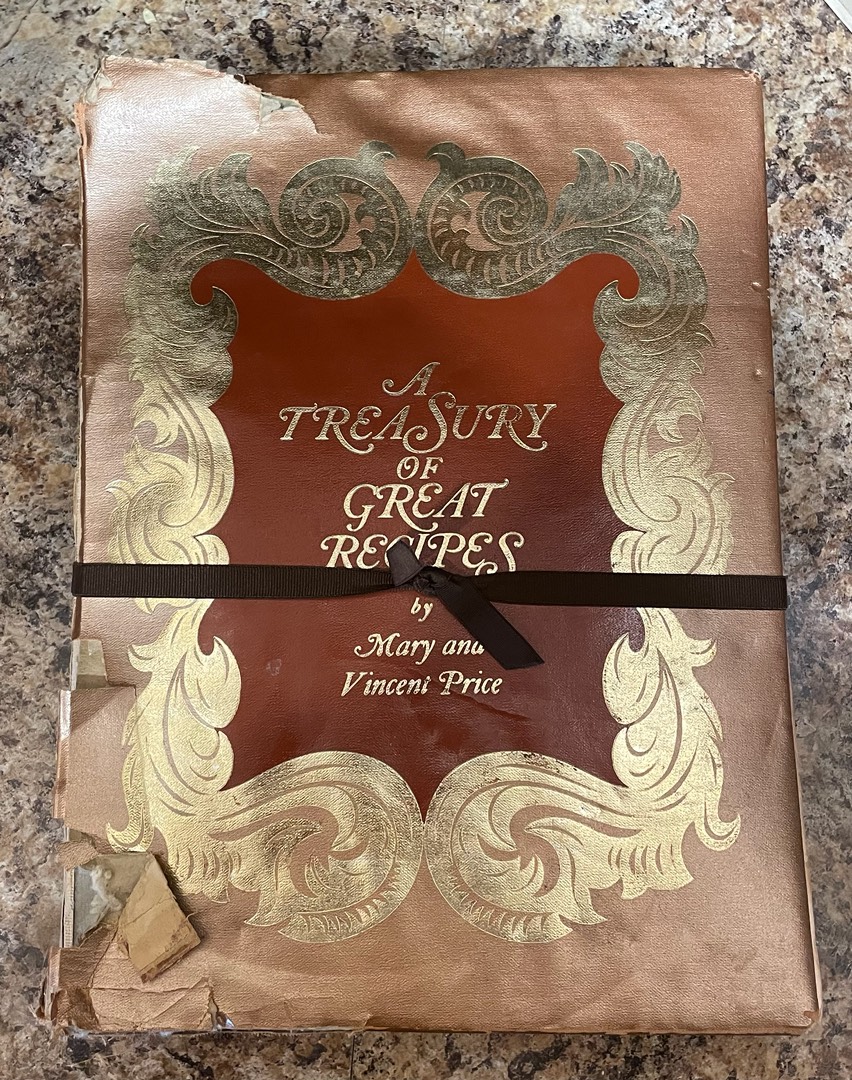 A
TREASURY
OF
GREAT
RECIPES
by
Mary and
Vincent Price